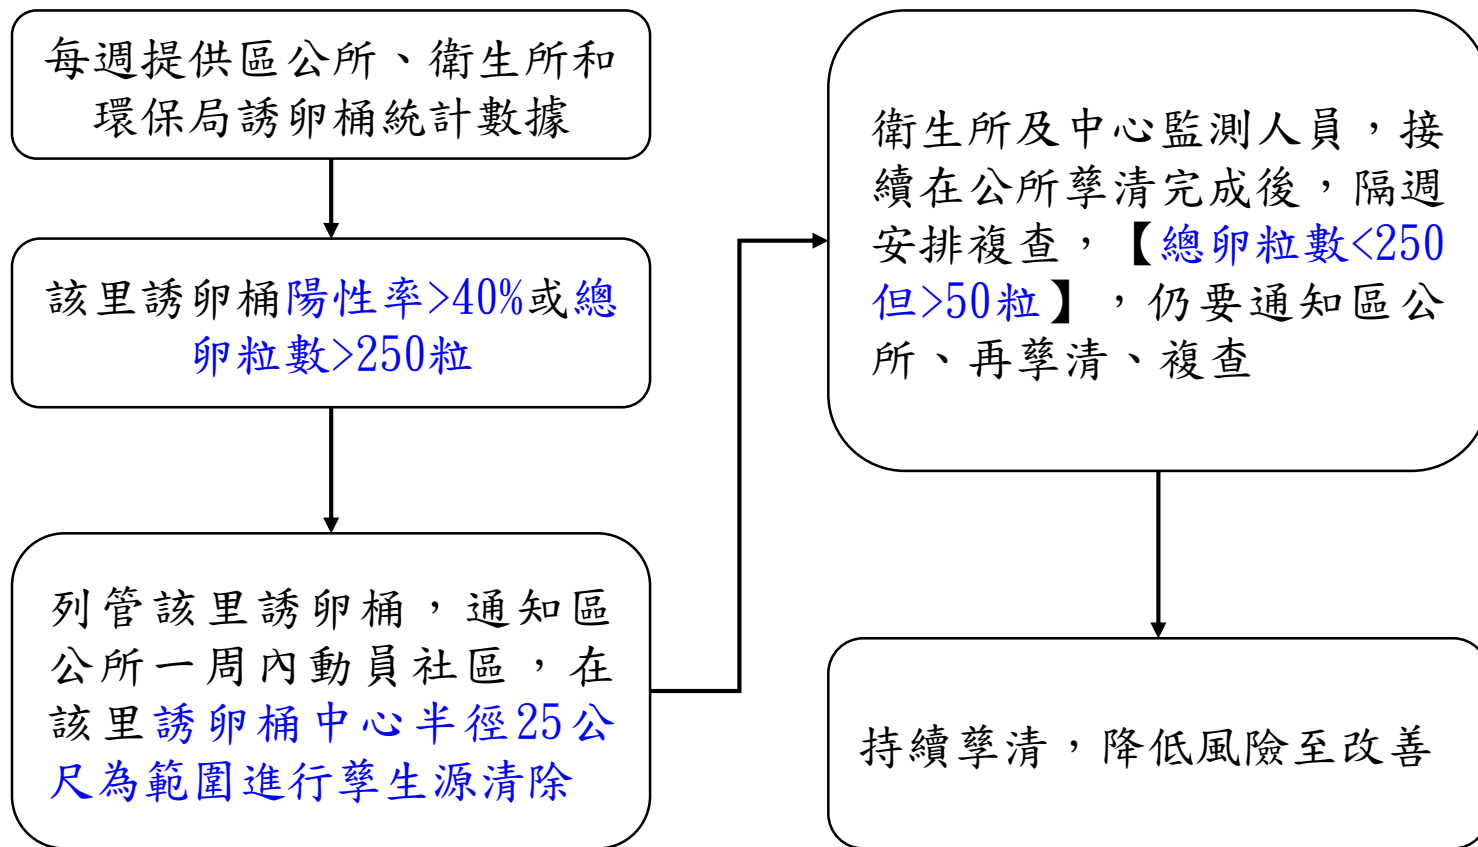 每週提供區公所、衛生所和
環保局誘卵桶統計數據
該里誘卵桶陽性率>40%或總
卵粒數>250粒
列管該里誘卵桶，通知區
公所一周內動員社區，在
該里誘卵桶中心半徑25公
尺為範圍進行孳生源清除
衛生所及中心監測人員，接
續在公所孳清完成後，隔週
安排複查，【總卵粒數<250
但>50粒】，仍要通知區公
所、再孳清、複查
持續孳清，降低風險至改善